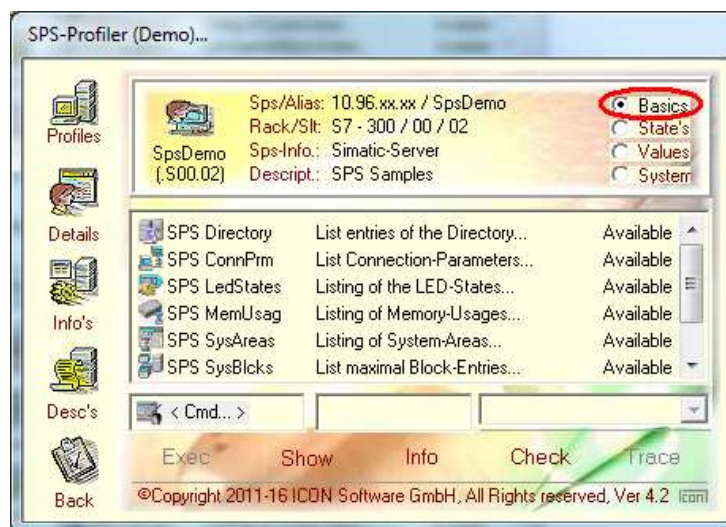 SPS-Profiler (Demo)...
Profiles
Details
Info's
Desc's
Back
SpsDemo
(.S00.02)
Sps/Alias: 10.96.xx.xx / SpsDemo
Rack/Slt: S7 - 300 / 00 / 02
Sps-Info.: Simatic-Server
Descript.: SPS Samples
Basics
State's
Values
System
SPS Directory List entries of the Directory... Available
SPS ConnPrm List Connection-Parameters... Available
SPS LedStates Listing of the LED-States... Available
SPS MemUsag Listing of Memory-Usages... Available
SPS SysAreas Listing of System-Areas... Available
SPS SysBlcks List maximal Block-Entries... Available
< Cmd... >
Exec Show Info Check Trace
©Copyright 2011-16 ICON Software GmbH, All Rights reserved, Ver 4.2 icon